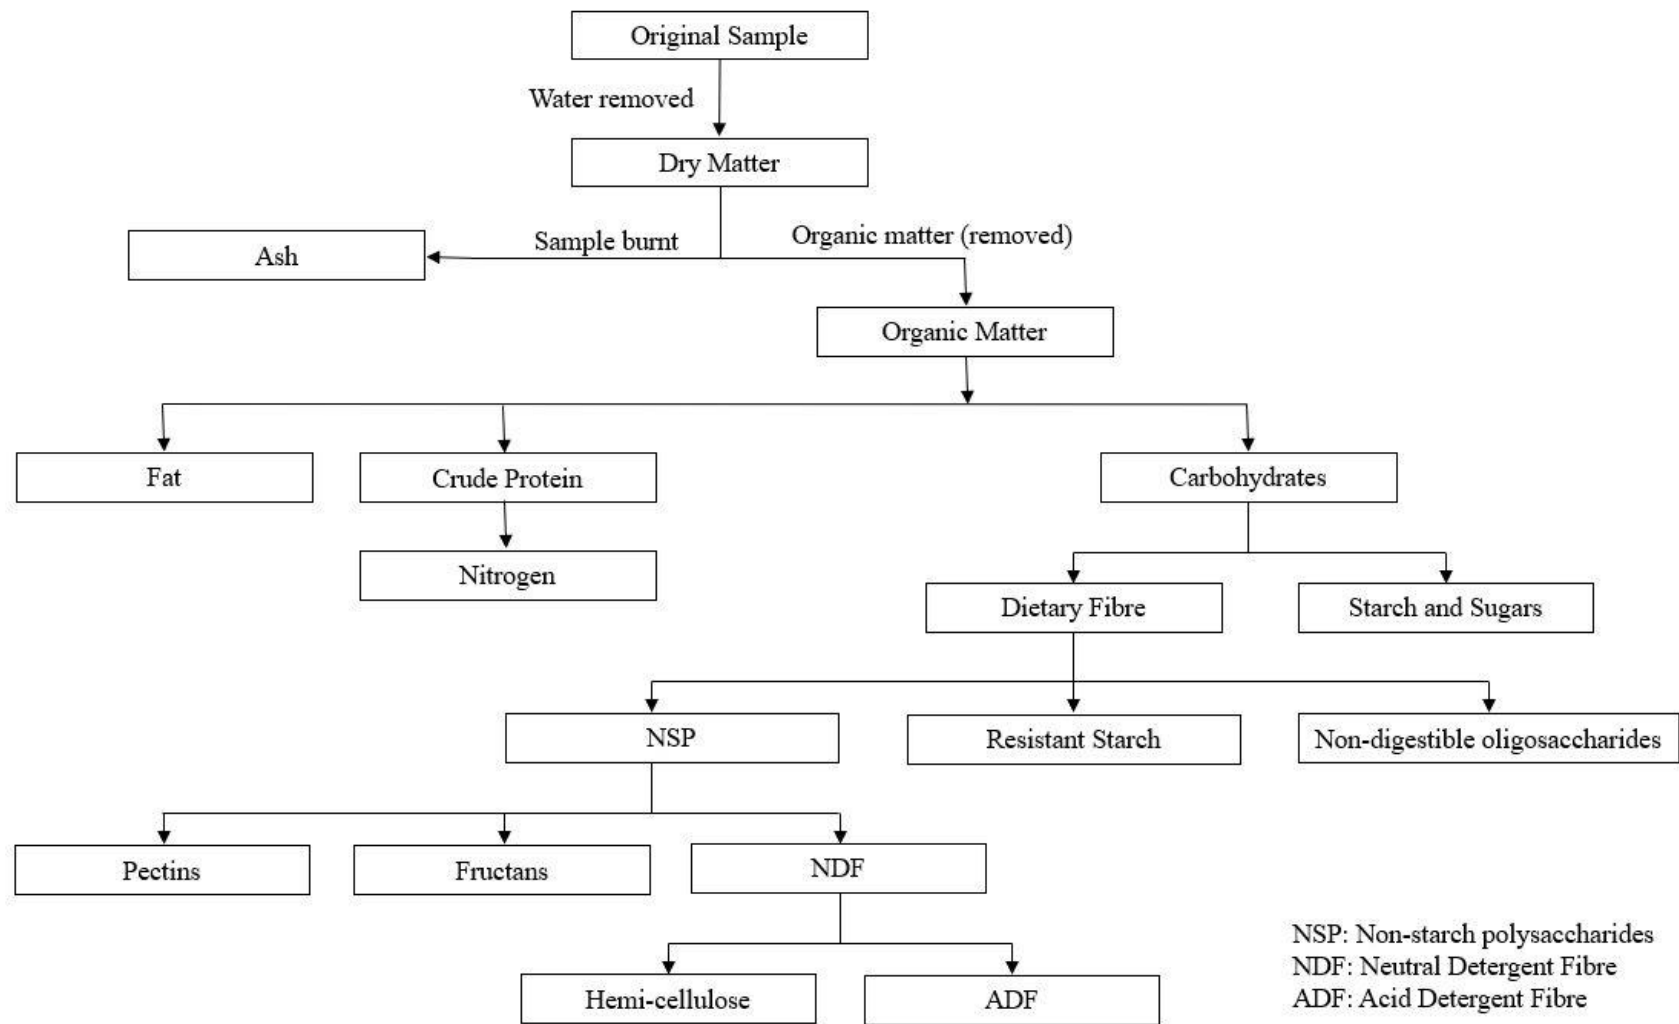 Original Sample
Water removed
Dry Matter
Sample burnt
Organic matter (removed)
Ash
Organic Matter
Fat
Crude Protein
Carbohydrates
Nitrogen
Dietary Fibre
Starch and Sugars
NSP
Resistant Starch
Non-digestible oligosaccharides
Pectins
Fructans
NDF
Hemi-cellulose
ADF
NSP: Non-starch polysaccharides
NDF: Neutral Detergent Fibre
ADF: Acid Detergent Fibre